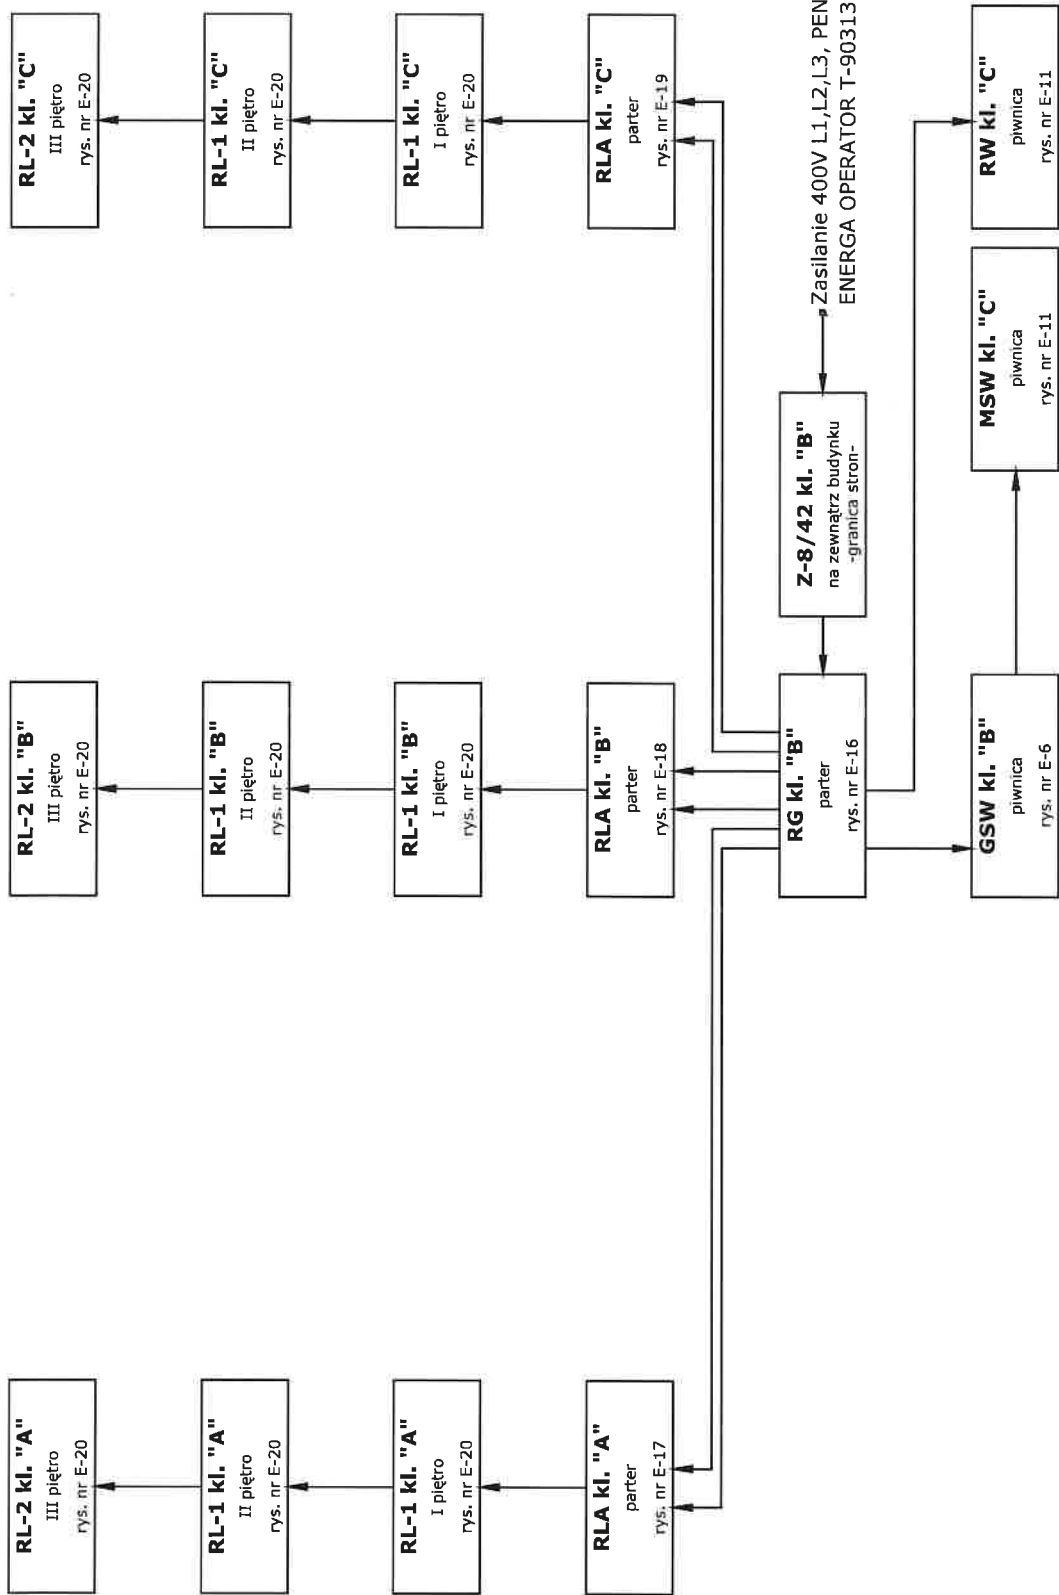 RL-2 kl. "A"
III piętro
rys. nr E-20
RL-2 kl. "B"
III piętro
rys. nr E-20
RL-2 kl. "C"
III piętro
rys. nr E-20
RL-1 kl. "A"
II piętro
rys. nr E-20
RL-1 kl. "B"
II piętro
rys. nr E-20
RL-1 kl. "C"
II piętro
rys. nr E-20
RL-1 kl. "A"
I piętro
rys. nr E-20
RL-1 kl. "B"
I piętro
rys. nr E-20
RL-1 kl. "C"
I piętro
rys. nr E-20
RLA kl. "A"
parter
rys. nr E-17
RLA kl. "B"
parter
rys. nr E-18
RLA kl. "C"
parter
rys. nr E-19
RG kl. "B"
parter
rys. nr E-16
Z-8/42 kl. "B"
na zewnątrz budynku
-granica stron-
Zasilanie 400V L1,L2,L3, PEN
ENERGA OPERATOR T-90313
GSW kl. "B"
piwnica
rys. nr E-6
MSW kl. "C"
piwnica
rys. nr E-11
RW kl. "C"
piwnica
rys. nr E-11